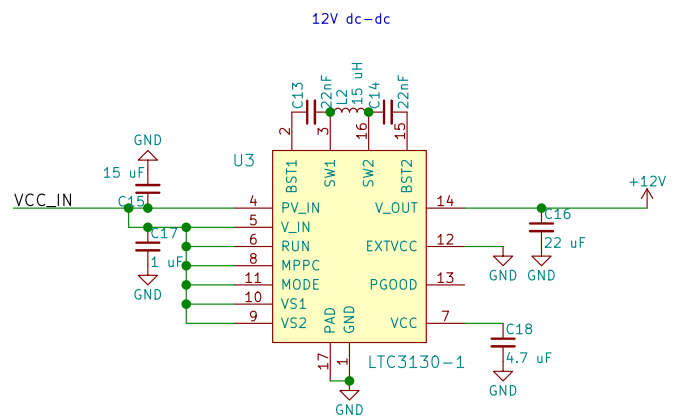 12V dc-dc
C13
22nF
L2
15 uH
C14
22nF
2
3
16
15
GND
U3
BST1
SW1
SW2
BST2
15 uF
C15
VCC_IN
4
PV_IN
V_OUT
14
+12V
5
V_IN
C16
C17
6
RUN
EXTVCC
12
22 uF
1 uF
8
MPPC
GND
GND
11
MODE
PGOOD
13
GND
10
VS1
9
VS2
PAD
GND
VCC
7
C18
17
1
LTC3130-1
4.7 uF
GND
GND